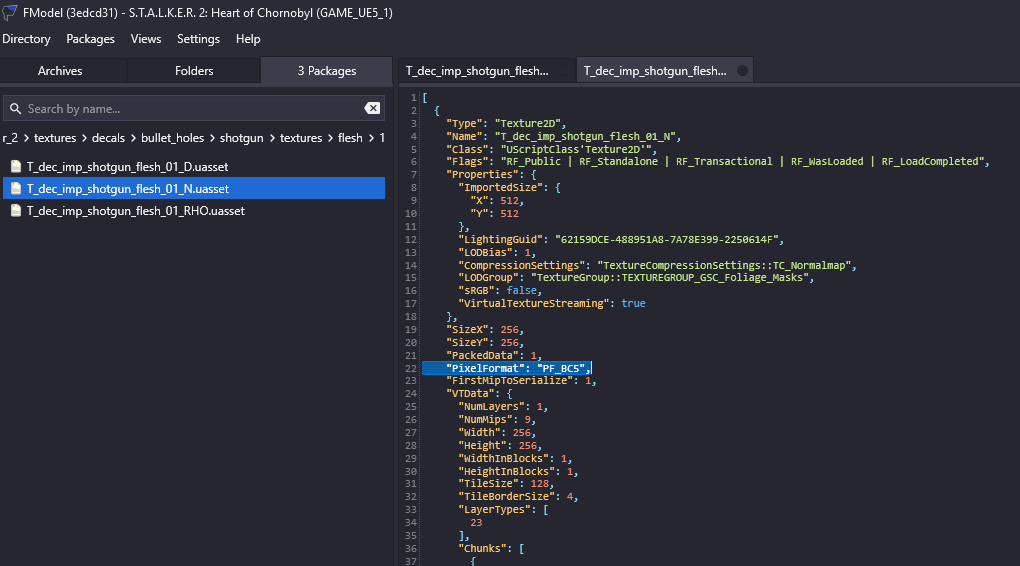 FModel (3edcd31) - S.T.A.L.K.E.R. 2: Heart of Chornobyl (GAME_UE5_1)
Directory Packages Views Settings Help
Archives Folders 3 Packages
Search by name...
r_2 > textures > decals > bullet_holes > shotgun > textures > flesh > 1
T_dec_imp_shotgun_flesh_01_D.uasset
T_dec_imp_shotgun_flesh_01_N.uasset
T_dec_imp_shotgun_flesh_01_RHO.uasset
T_dec_imp_shotgun_flesh... T_dec_imp_shotgun_flesh...
1 [
2 {
3 "Type": "Texture2D",
4 "Name": "T_dec_imp_shotgun_flesh_01_N",
5 "Class": "UScriptClass'Texture2D'",
6 "Flags": "RF_Public | RF_Standalone | RF_Transactional | RF_WasLoaded | RF_LoadCompleted",
7 "Properties": {
8 "ImportedSize": {
9 "X": 512,
10 "Y": 512
11 },
12 "LightingGuid": "62159DCE-488951A8-7A78E399-2250614F",
13 "LODBias": 1,
14 "CompressionSettings": "TextureCompressionSettings::TC_Normalmap",
15 "LODGroup": "TextureGroup::TEXTUREGROUP_GSC_Foliage_Masks",
16 "sRGB": false,
17 "VirtualTextureStreaming": true
18 },
19 "SizeX": 256,
20 "SizeY": 256,
21 "PackedData": 1,
22 "PixelFormat": "PF_BC5",
23 "FirstMipToSerialize": 1,
24 "VTData": {
25 "NumLayers": 1,
26 "NumMips": 9,
27 "Width": 256,
28 "Height": 256,
29 "WidthInBlocks": 1,
30 "HeightInBlocks": 1,
31 "TileSize": 128,
32 "TileBorderSize": 4,
33 "LayerTypes": [
34 23
35 ],
36 "Chunks": [
37 {